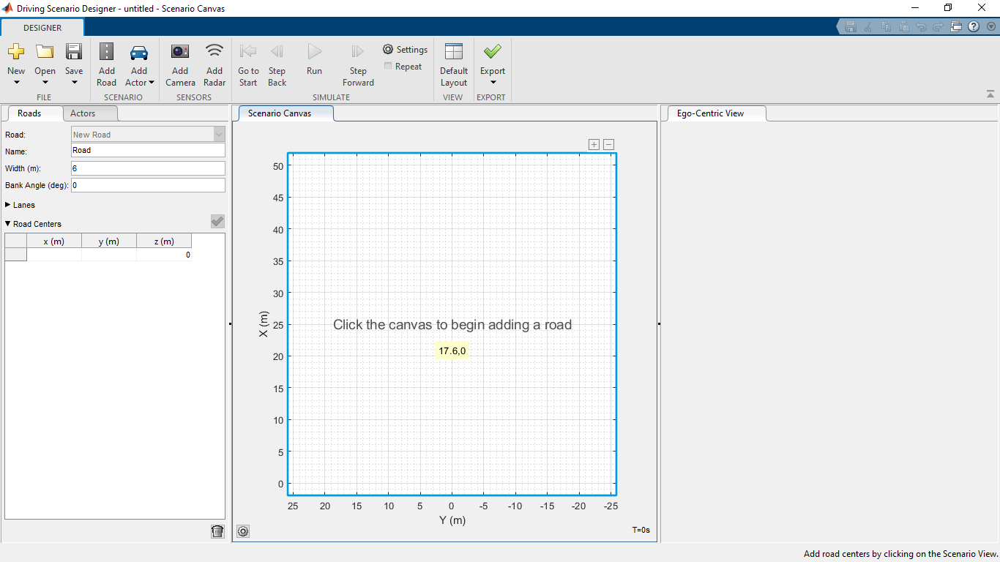 Driving Scenario Designer - untitled - Scenario Canvas
DESIGNER
New
Open
Save
Add Road
Add Actor
Add Camera
Add Radar
Go to Start
Step Back
Run
Step Forward
Settings
Repeat
Default Layout
Export
FILE
SCENARIO
SENSORS
SIMULATE
VIEW
EXPORT
Roads
Actors
Road:
New Road
Name:
Road
Width (m):
6
Bank Angle (deg):
0
Lanes
Road Centers
x (m)
y (m)
z (m)
0
Scenario Canvas
50
45
40
35
30
25
20
15
10
5
0
X (m)
Click the canvas to begin adding a road
17.6,0
25
20
15
10
5
0
-5
-10
-15
-20
-25
Y (m)
T=0s
Ego-Centric View
Add road centers by clicking on the Scenario View.